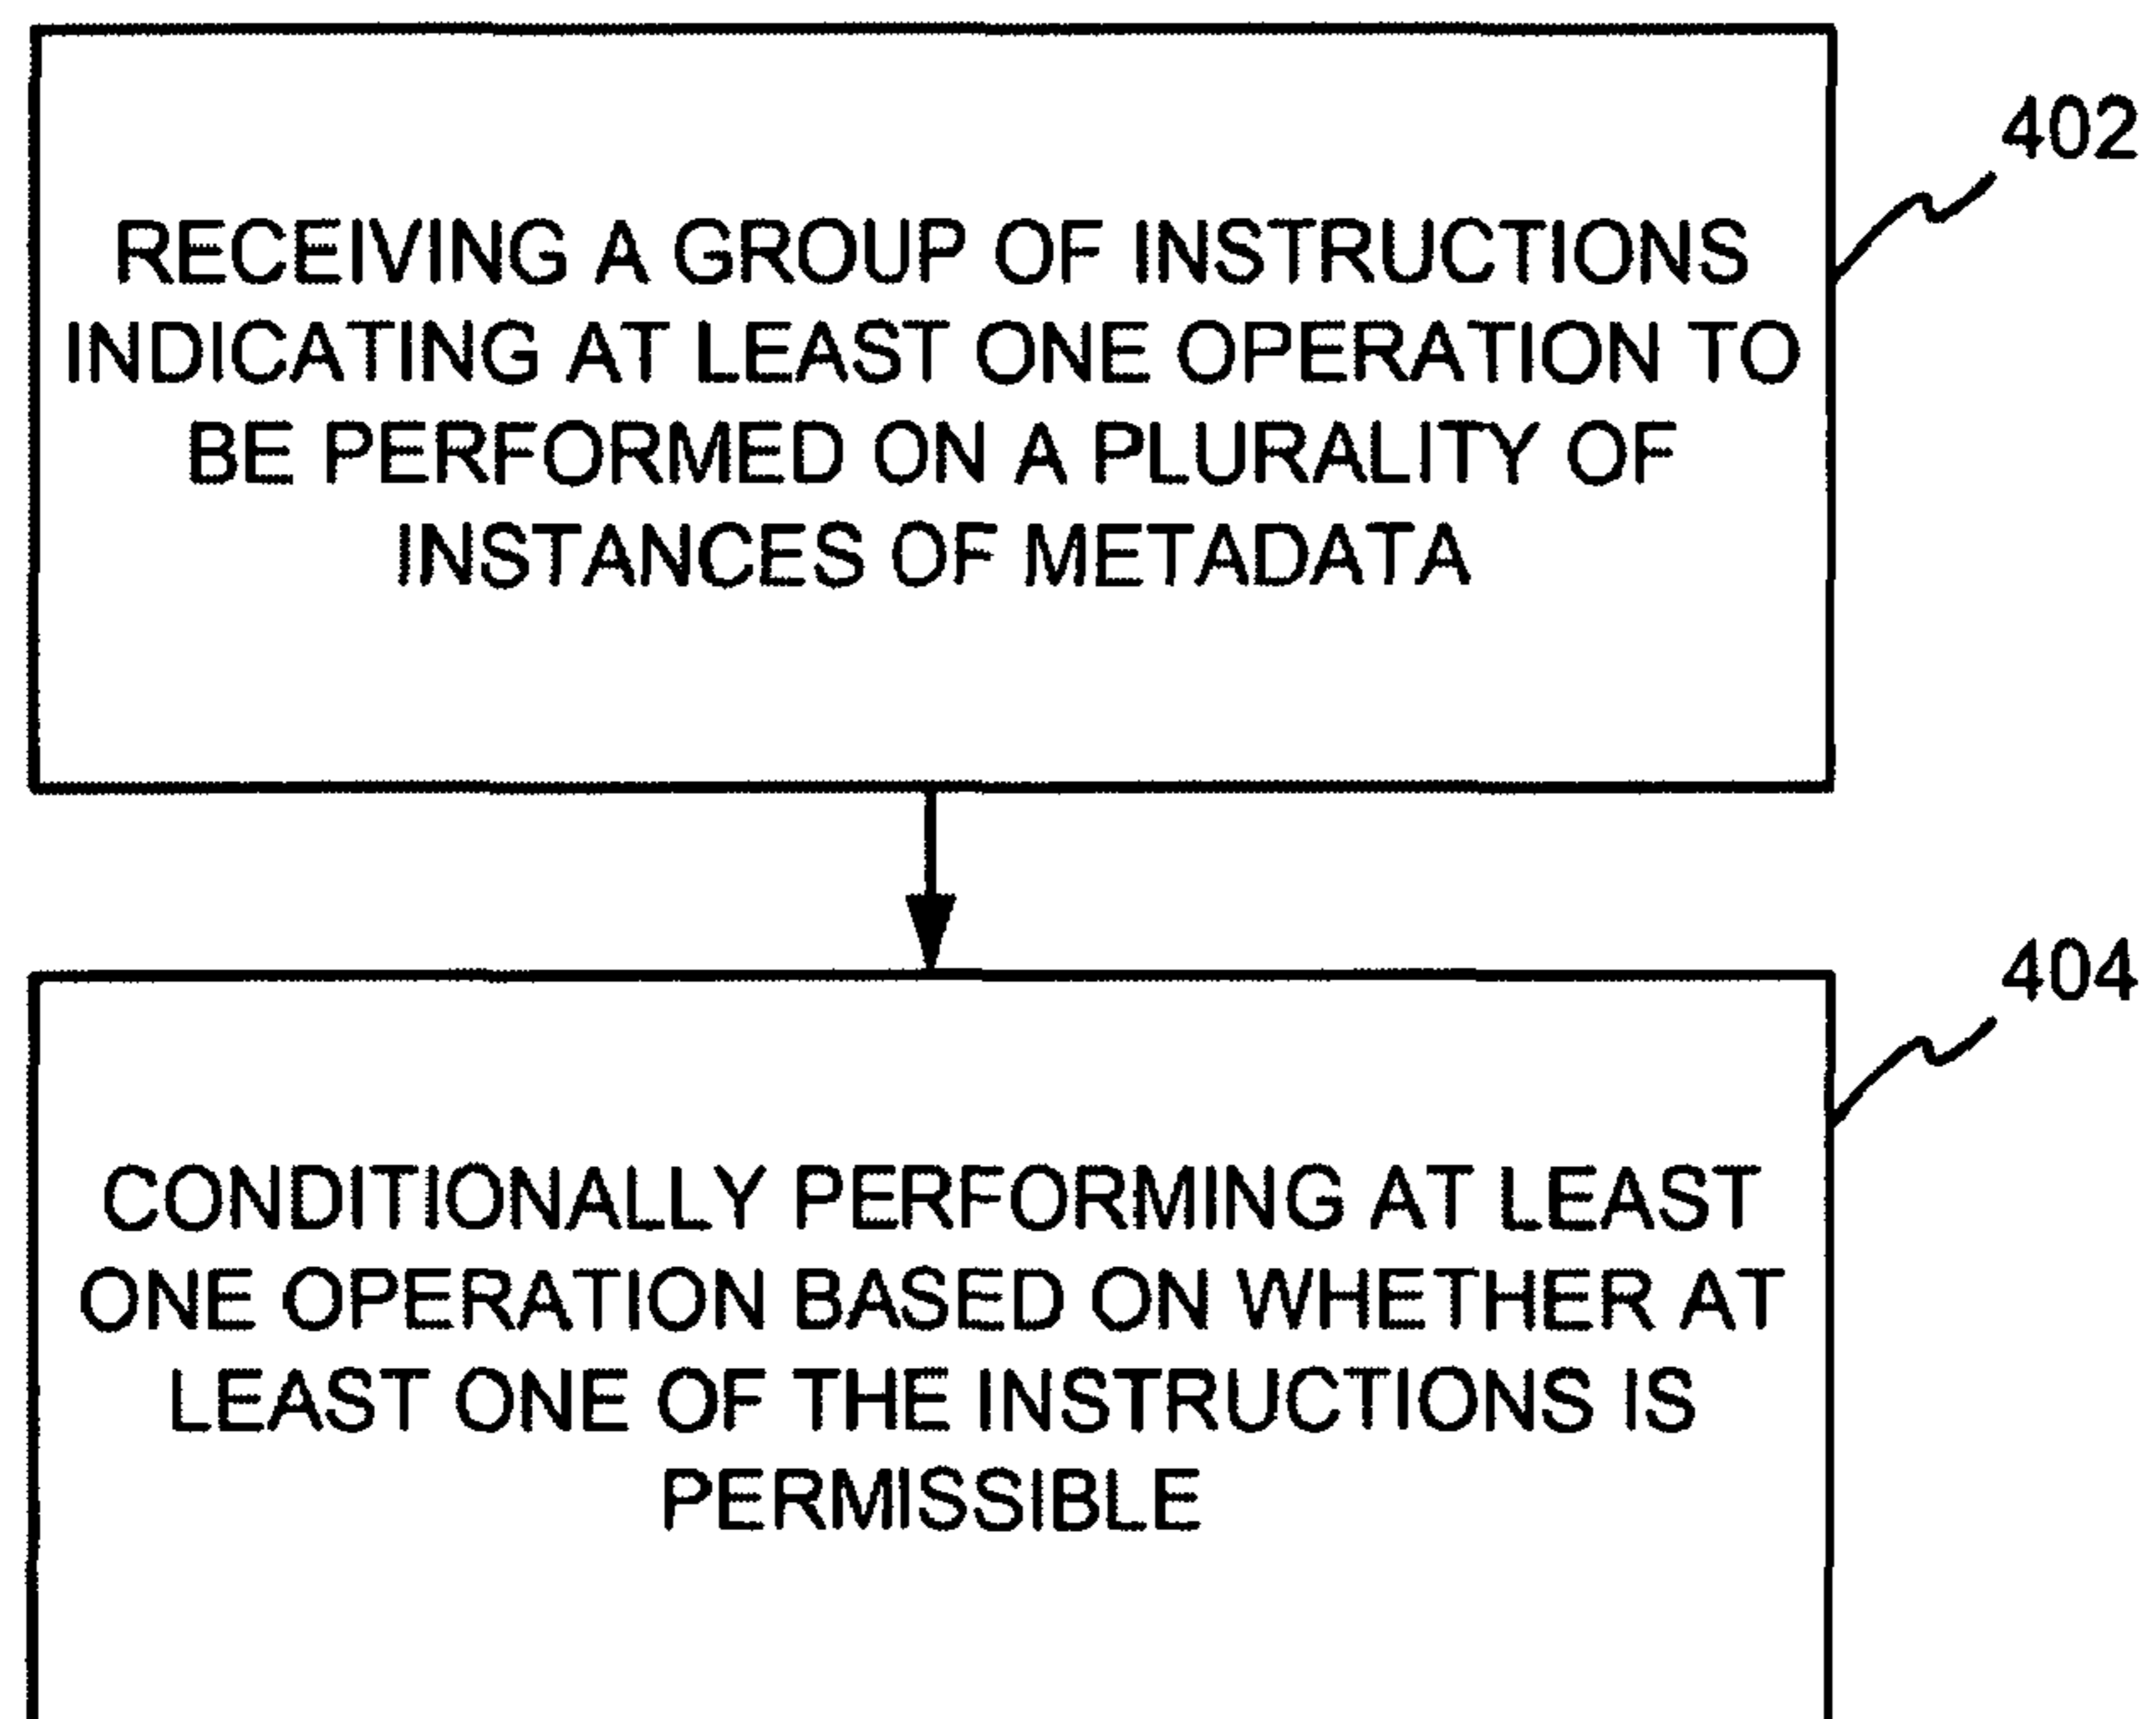 402
RECEIVING A GROUP OF INSTRUCTIONS
INDICATING AT LEAST ONE OPERATION TO
BE PERFORMED ON A PLURALITY OF
INSTANCES OF METADATA
404
CONDITIONALLY PERFORMING AT LEAST
ONE OPERATION BASED ON WHETHER AT
LEAST ONE OF THE INSTRUCTIONS IS
PERMISSIBLE